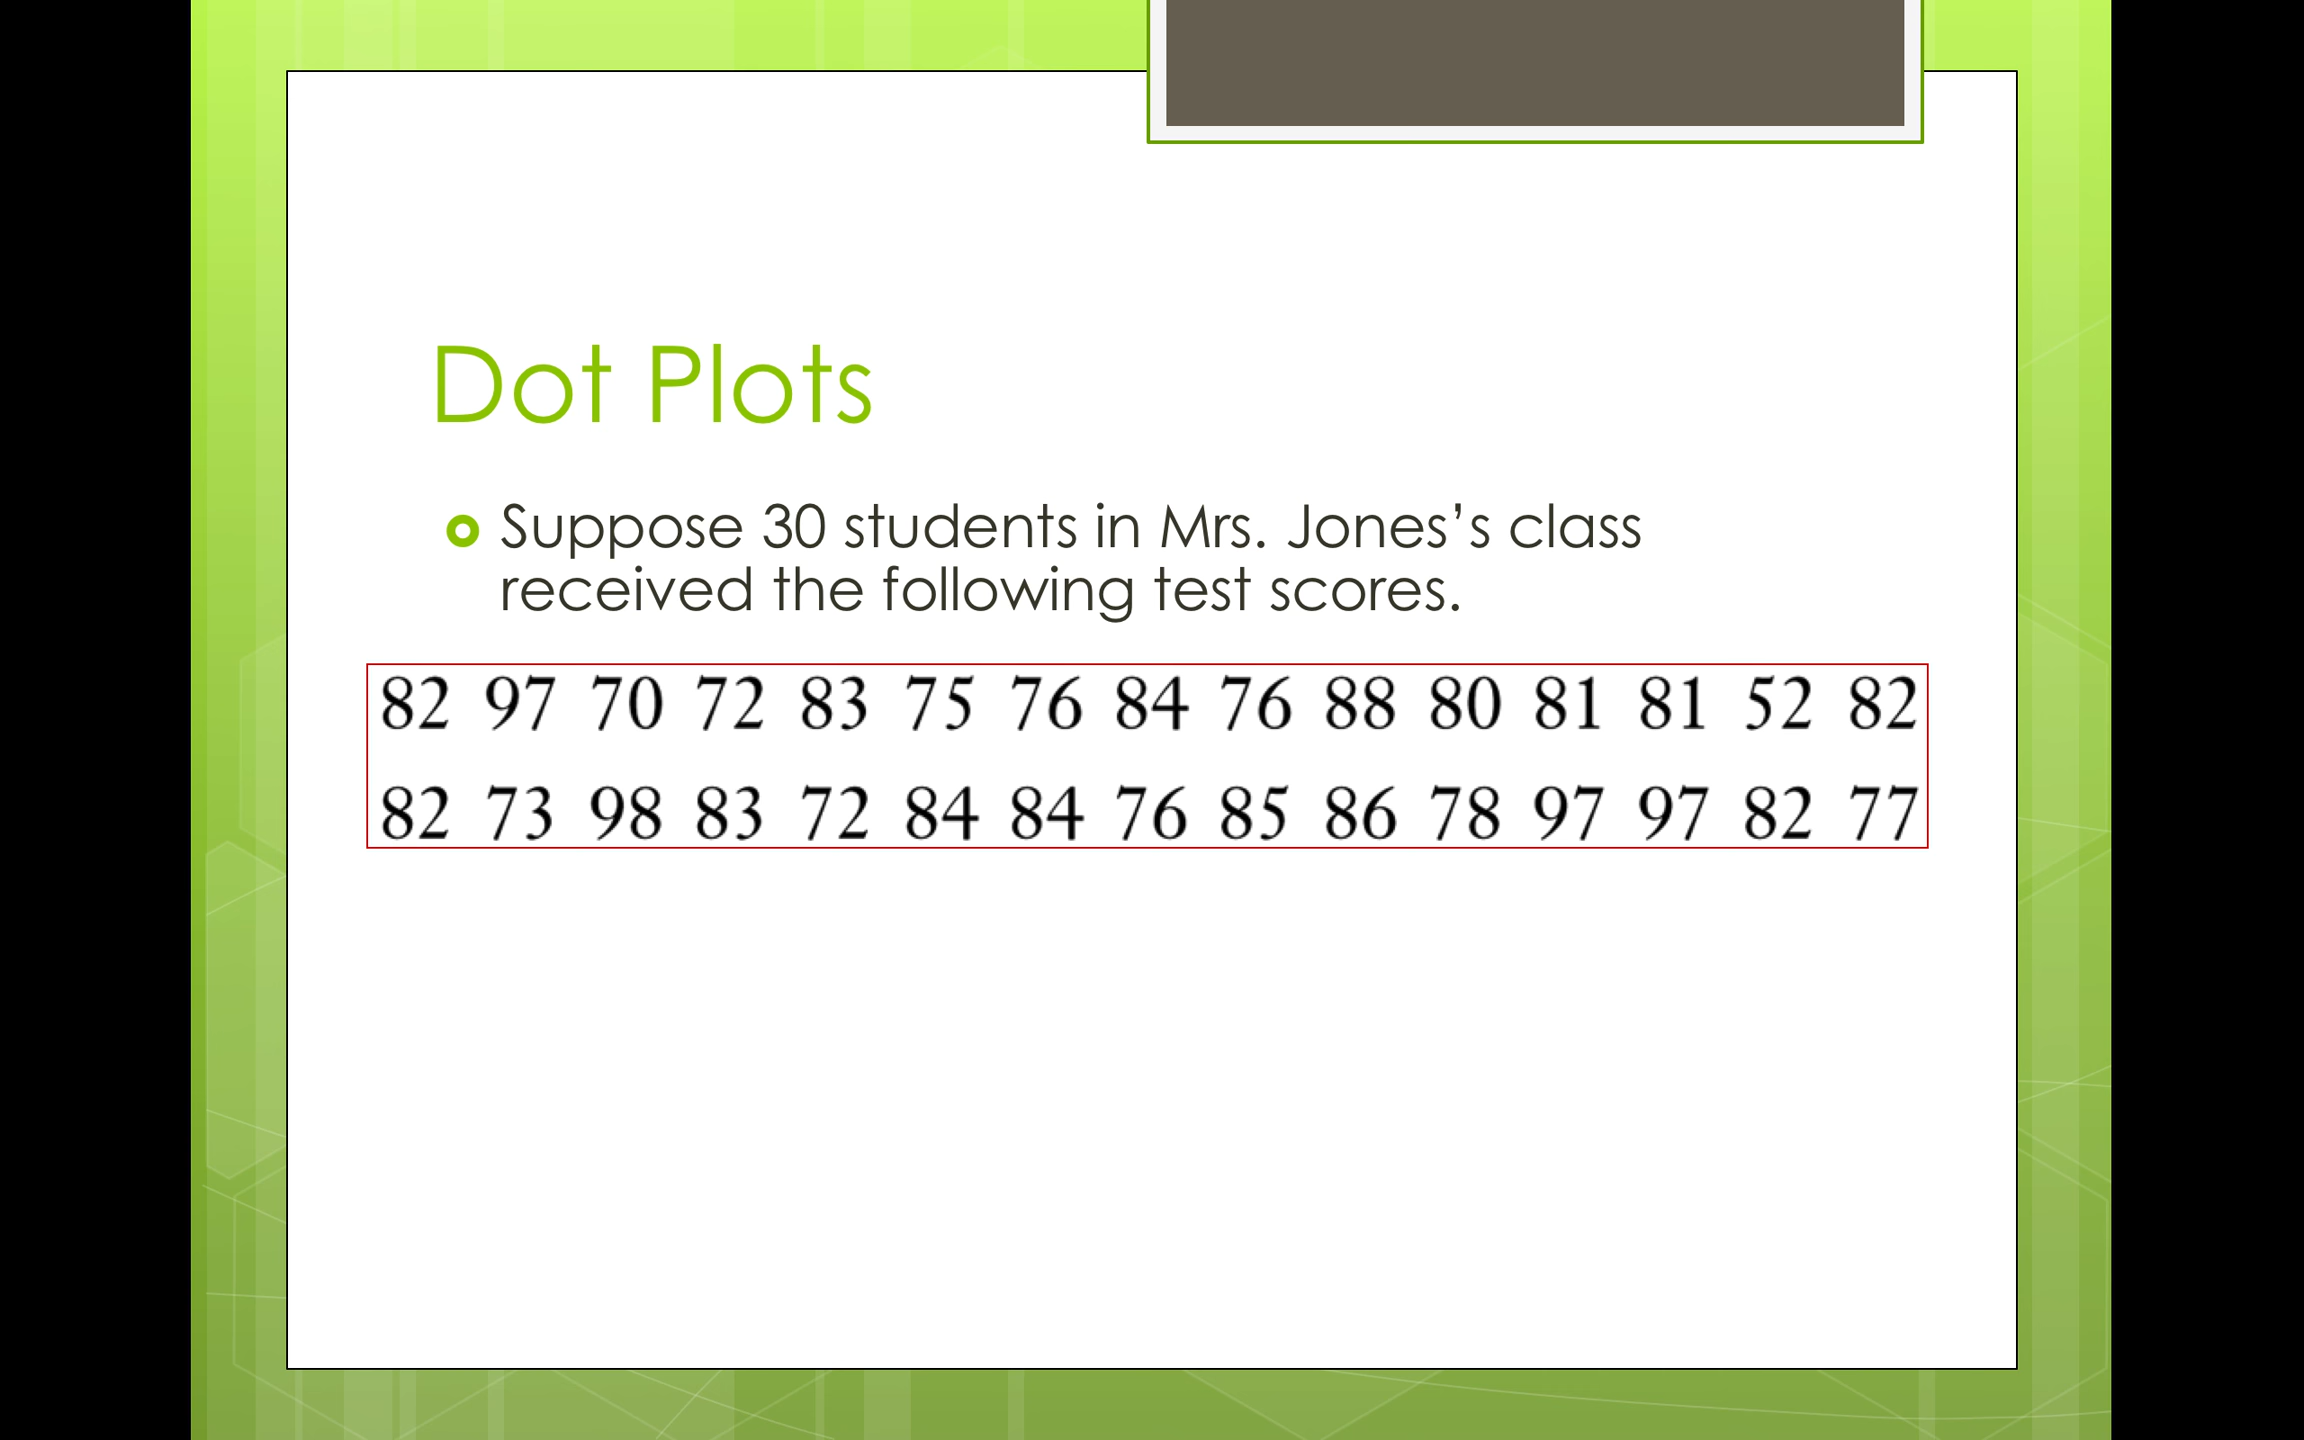 Dot Plots
Suppose 30 students in Mrs. Jones’s class
received the following test scores.
82 97 70 72 83 75 76 84 76 88 80 81 81 52 82
82 73 98 83 72 84 84 76 85 86 78 97 97 82 77